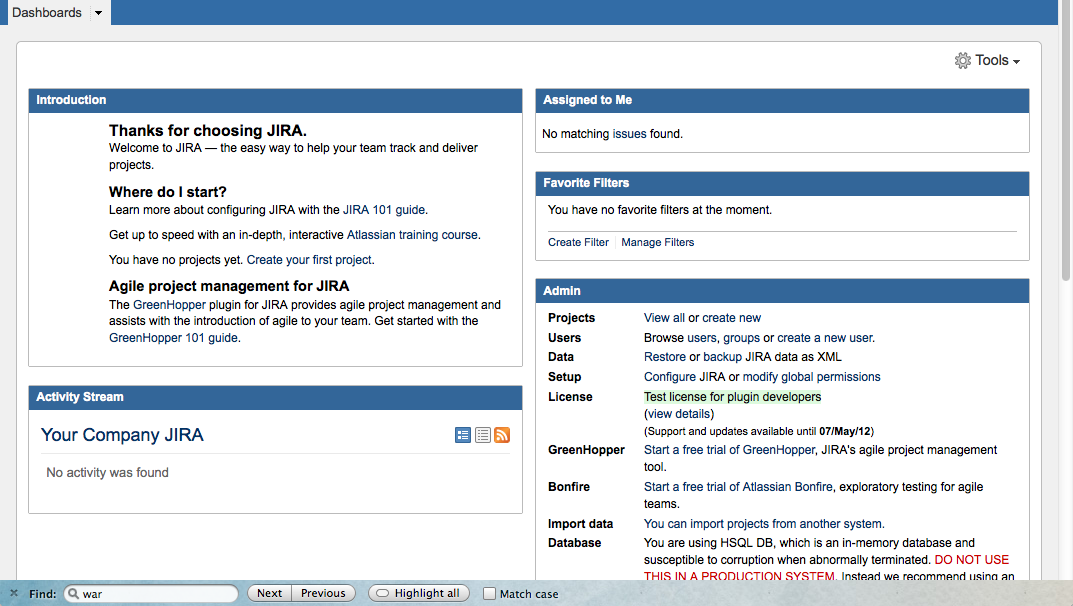 Dashboards
Tools
Introduction
Thanks for choosing JIRA.
Welcome to JIRA — the easy way to help your team track and deliver
projects.
Where do I start?
Learn more about configuring JIRA with the JIRA 101 guide.
Get up to speed with an in-depth, interactive Atlassian training course.
You have no projects yet. Create your first project.
Agile project management for JIRA
The GreenHopper plugin for JIRA provides agile project management and
assists with the introduction of agile to your team. Get started with the
GreenHopper 101 guide.
Activity Stream
Your Company JIRA
No activity was found
Assigned to Me
No matching issues found.
Favorite Filters
You have no favorite filters at the moment.
Create Filter Manage Filters
Admin
Projects View all or create new
Users Browse users, groups or create a new user.
Data Restore or backup JIRA data as XML
Setup Configure JIRA or modify global permissions
License Test license for plugin developers
(view details)
(Support and updates available until 07/May/12)
GreenHopper Start a free trial of GreenHopper, JIRA's agile project management
tool.
Bonfire Start a free trial of Atlassian Bonfire, exploratory testing for agile
teams.
Import data You can import projects from another system.
Database You are using HSQL DB, which is an in-memory database and
susceptible to corruption when abnormally terminated. DO NOT USE
THIS IN A PRODUCTION SYSTEM. Instead we recommend using an
Find: war Next Previous Highlight all Match case